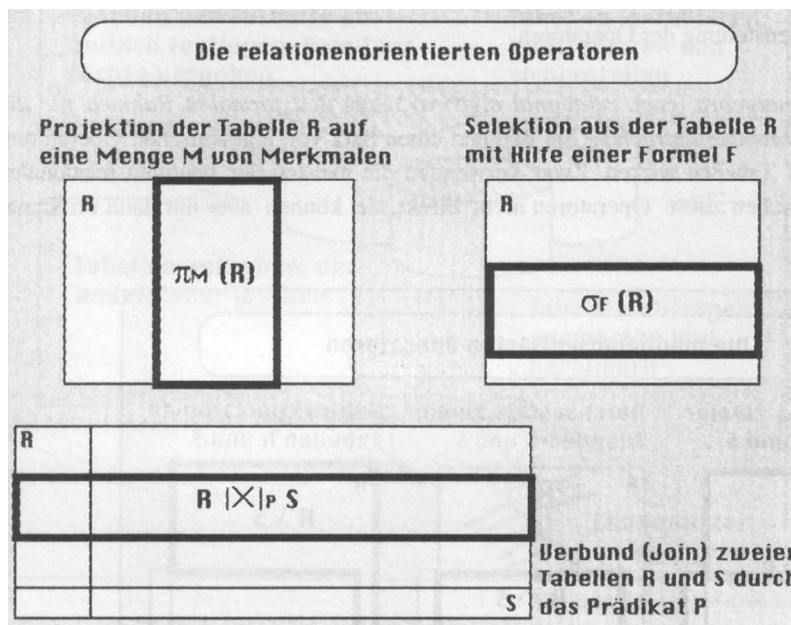 Die relationenorientierten Operatoren
Projektion der Tabelle R auf
eine Menge M von Merkmalen
Selektion aus der Tabelle R
mit Hilfe einer Formel F
R
πM (R)
R
σF (R)
R
R |X|P S
S
Verbund (Join) zweier
Tabellen R und S durch
das Prädikat P